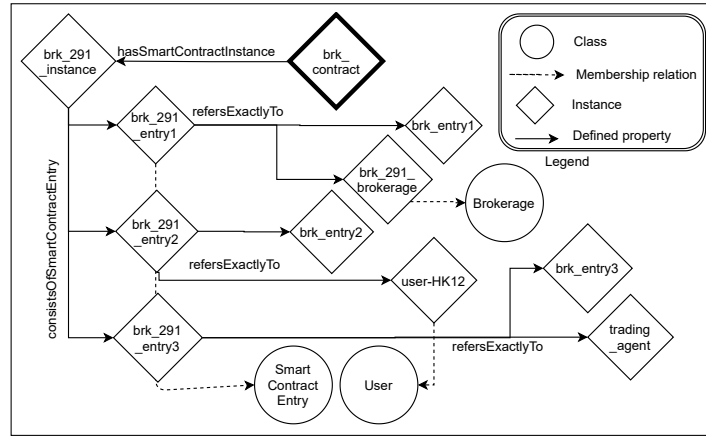 brk_291
_instance
hasSmartContractInstance
brk_
contract
Class
Membership relation
Instance
Defined property
Legend
consistsOfSmartContractEntry
brk_291
_entry1
refersExactlyTo
brk_entry1
brk_291_
brokerage
Brokerage
brk_291
_entry2
brk_entry2
refersExactlyTo
user-HK12
brk_entry3
brk_291
_entry3
refersExactlyTo
trading
_agent
Smart
Contract
Entry
User